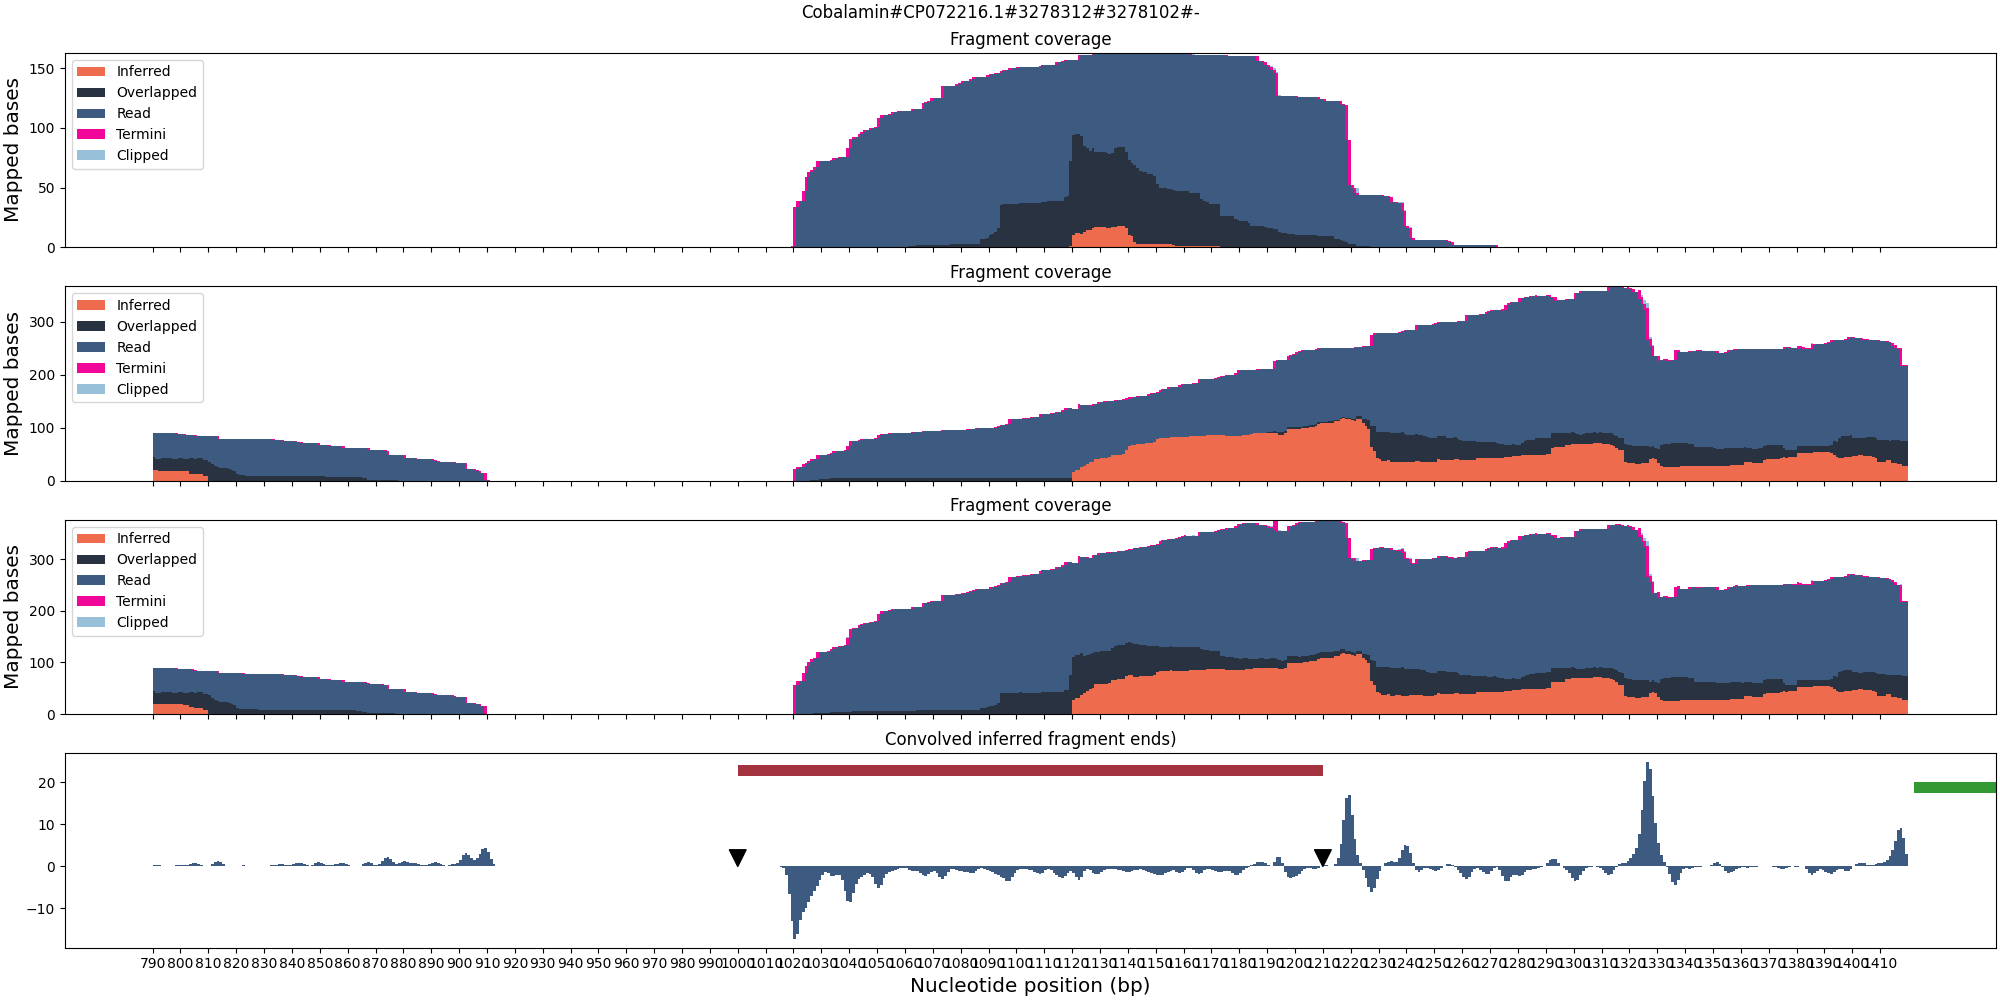 Cobalamin#CP072216.1#3278312#3278102#-
Fragment coverage
Mapped bases
150
100
50
0
Inferred
Overlapped
Read
Termini
Clipped
Fragment coverage
Mapped bases
300
200
100
0
Inferred
Overlapped
Read
Termini
Clipped
Fragment coverage
Mapped bases
300
200
100
0
Inferred
Overlapped
Read
Termini
Clipped
Convolved inferred fragment ends)
20
10
0
−10
790 800 810 820 830 840 850 860 870 880 890 900 910 920 930 940 950 960 970 980 990 1000 1010 1020 1030 1040 1050 1060 1070 1080 1090 1100 1110 1120 1130 1140 1150 1160 1170 1180 1190 1200 1210 1220 1230 1240 1250 1260 1270 1280 1290 1300 1310 1320 1330 1340 1350 1360 1370 1380 1390 1400 1410
Nucleotide position (bp)